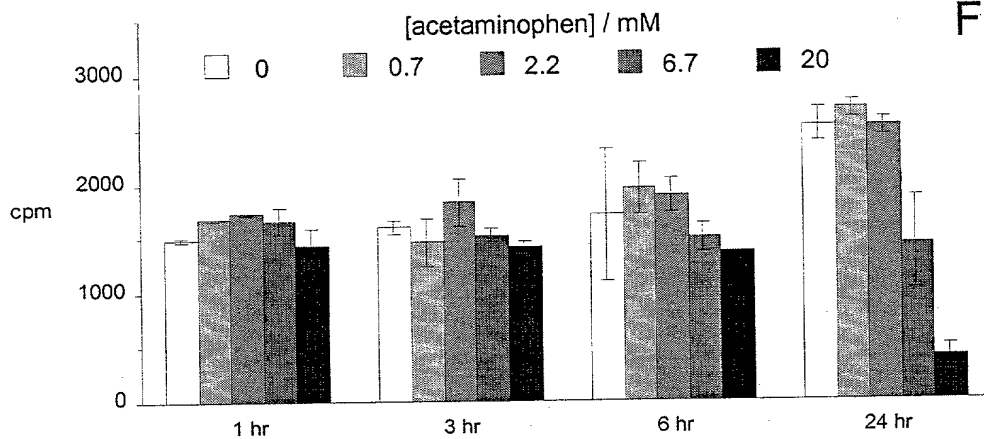 [acetaminophen] / mM
F
0 0.7 2.2 6.7 20
3000
2000
cpm
1000
0
1 hr 3 hr 6 hr 24 hr